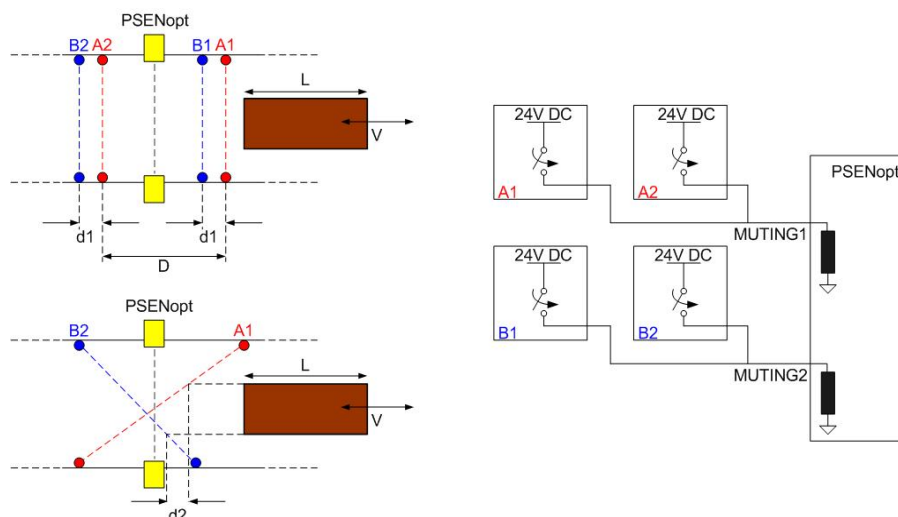 PSENopt
B2 A2 B1 A1
L
V
d1 d1
D
PSENopt
B2 A1
L
V
d2
24V DC 24V DC
A1 A2
PSENopt
MUTING1
24V DC 24V DC
B1 B2
MUTING2